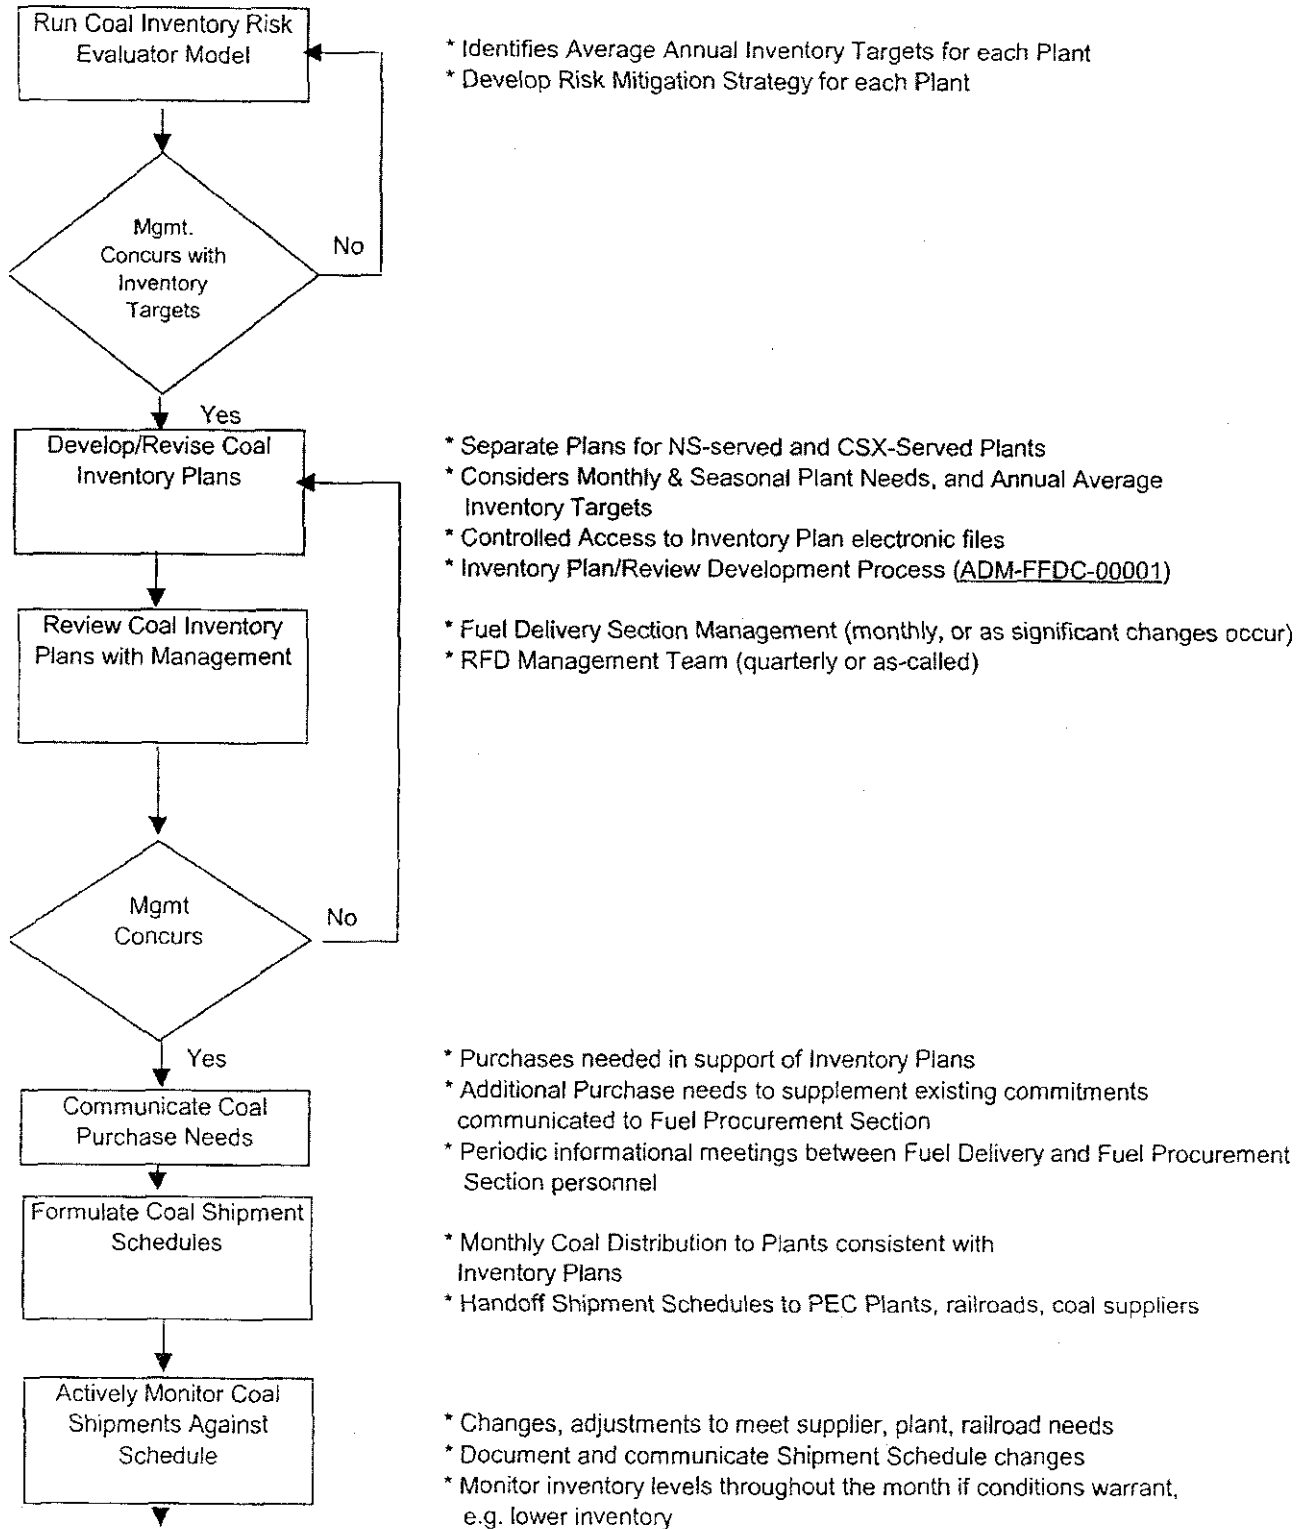 Run Coal Inventory Risk
Evaluator Model
* Identifies Average Annual Inventory Targets for each Plant
* Develop Risk Mitigation Strategy for each Plant
Mgmt.
Concurs with
Inventory
Targets
No
Yes
Develop/Revise Coal
Inventory Plans
* Separate Plans for NS-served and CSX-Served Plants
* Considers Monthly & Seasonal Plant Needs, and Annual Average
Inventory Targets
* Controlled Access to Inventory Plan electronic files
* Inventory Plan/Review Development Process (ADM-FFDC-00001)
Review Coal Inventory
Plans with Management
* Fuel Delivery Section Management (monthly, or as significant changes occur)
* RFD Management Team (quarterly or as-called)
Mgmt
Concurs
No
Yes
Communicate Coal
Purchase Needs
* Purchases needed in support of Inventory Plans
* Additional Purchase needs to supplement existing commitments
communicated to Fuel Procurement Section
* Periodic informational meetings between Fuel Delivery and Fuel Procurement
Section personnel
Formulate Coal Shipment
Schedules
* Monthly Coal Distribution to Plants consistent with
Inventory Plans
* Handoff Shipment Schedules to PEC Plants, railroads, coal suppliers
Actively Monitor Coal
Shipments Against
Schedule
* Changes, adjustments to meet supplier, plant, railroad needs
* Document and communicate Shipment Schedule changes
* Monitor inventory levels throughout the month if conditions warrant,
e.g. lower inventory